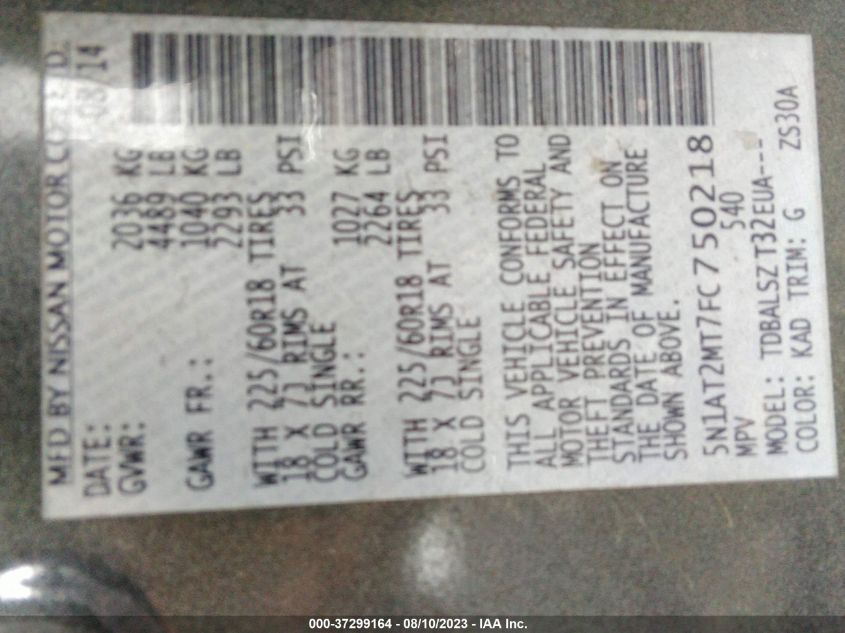 MFD BY NISSAN MOTOR CO., LTD.
DATE: 08/14
GVWR: 2036 KG
4489 LB
GAWR FR.: 1040 KG
2293 LB
WITH 225/60R18 TIRES
18 X 7J RIMS AT 33 PSI
COLD SINGLE
GAWR RR.: 1027 KG
2264 LB
WITH 225/60R18 TIRES
18 X 7J RIMS AT 33 PSI
COLD SINGLE
THIS VEHICLE CONFORMS TO
ALL APPLICABLE FEDERAL
MOTOR VEHICLE SAFETY AND
THEFT PREVENTION
STANDARDS IN EFFECT ON
THE DATE OF MANUFACTURE
SHOWN ABOVE.
5N1AT2MT7FC750218
MPV 540
MODEL: TDBALSZ T32EUA---
COLOR: KAD TRIM: G ZS30A
000-37299164 - 08/10/2023 - IAA Inc.